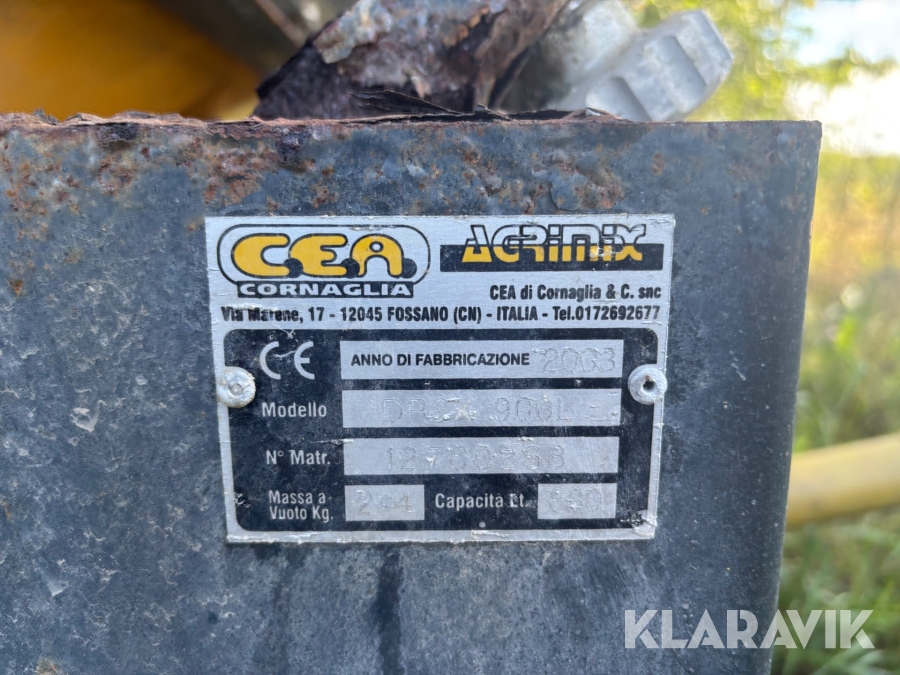 C.E.A.
CORNAGLIA
AGRIMIX
CEA di Cornaglia & C. snc
Via Marene, 17 - 12045 FOSSANO (CN) - ITALIA - Tel.0172692677
CE
ANNO DI FABBRICAZIONE 2003
Modello
N° Matr.
Massa a Vuoto Kg. 244 Capacita Lt.
KLARAVIK